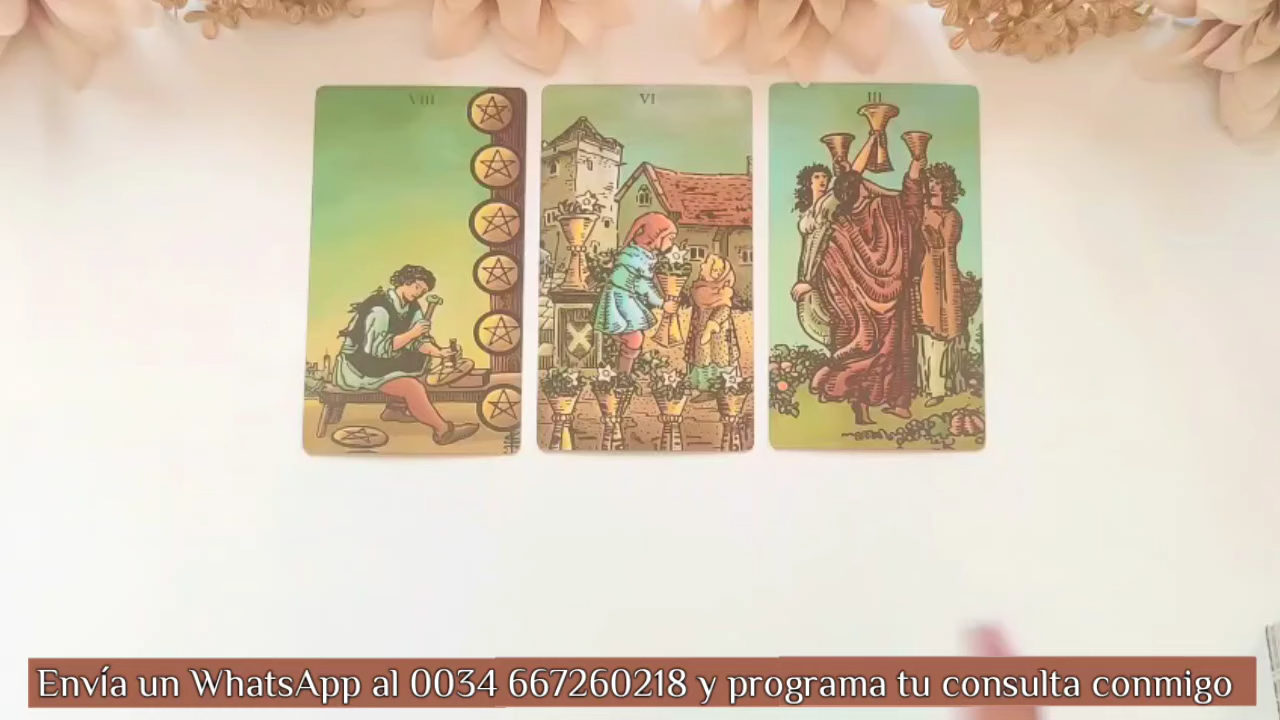 VIII
VI
III
Envía un WhatsApp al 0034 667260218 y programa tu consulta conmigo